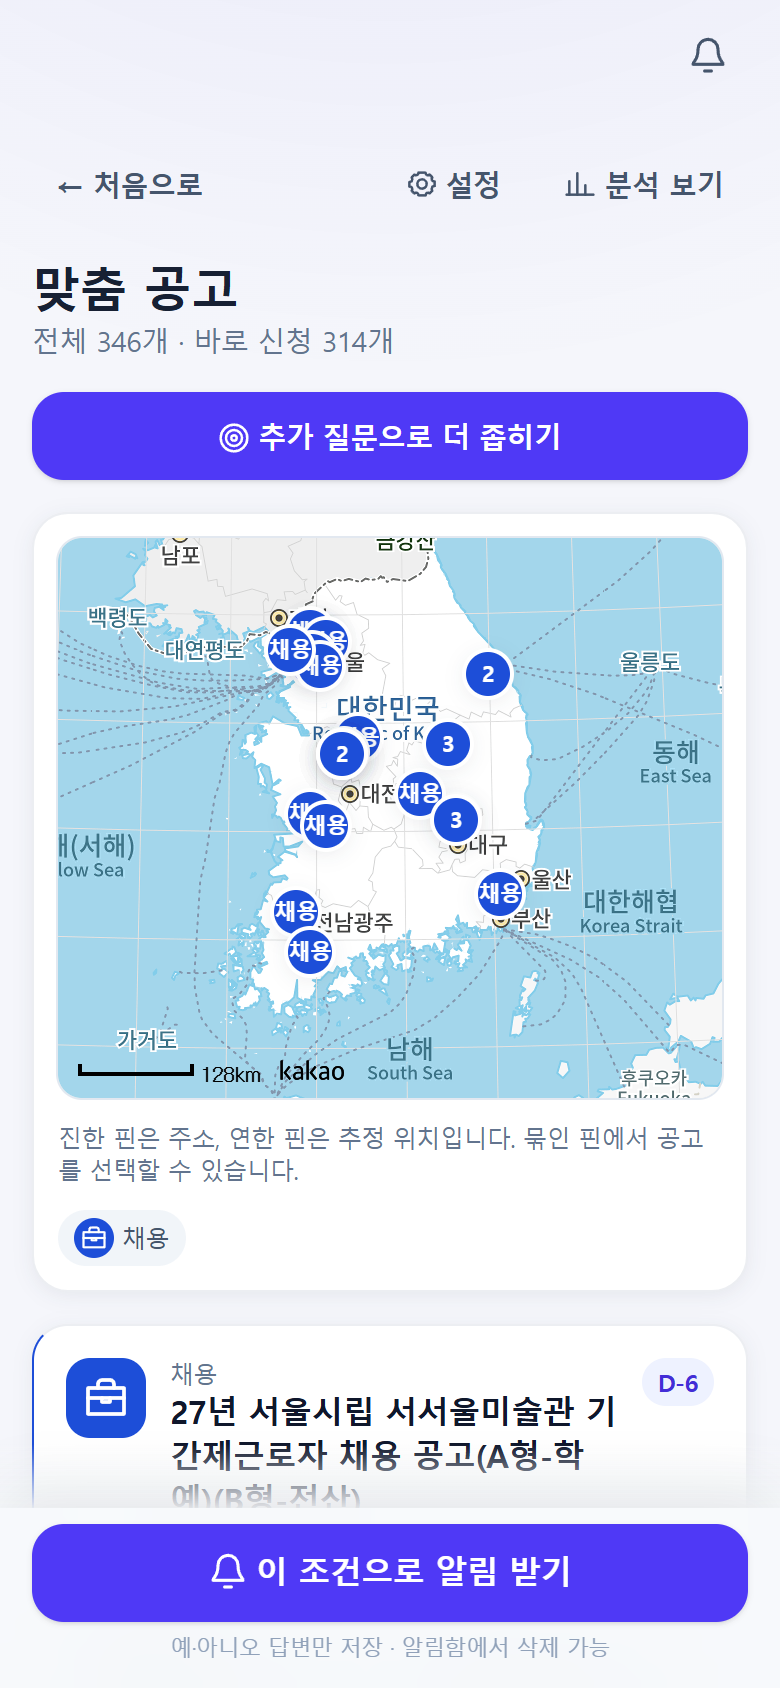 ← 처음으로
설정
분석 보기
맞춤 공고
전체 346개 · 바로 신청 314개
추가 질문으로 더 좁히기
남포
백령도
대연평도
채용
채용
울릉도
2
대한민국
동해
East Sea
2
3
대전
채용
3
채용
대구
울산
채용
대한해협
Korea Strait
부산
채용
전남광주
채용
가거도
남해
South Sea
128km
kakao
후쿠오카
진한 핀은 주소, 연한 핀은 추정 위치입니다. 묶인 핀에서 공고
를 선택할 수 있습니다.
채용
채용
D-6
27년 서울시립 서서울미술관 기
간제근로자 채용 공고(A형-학
예)(B형-전산)
이 조건으로 알림 받기
예·아니오 답변만 저장 · 알림함에서 삭제 가능